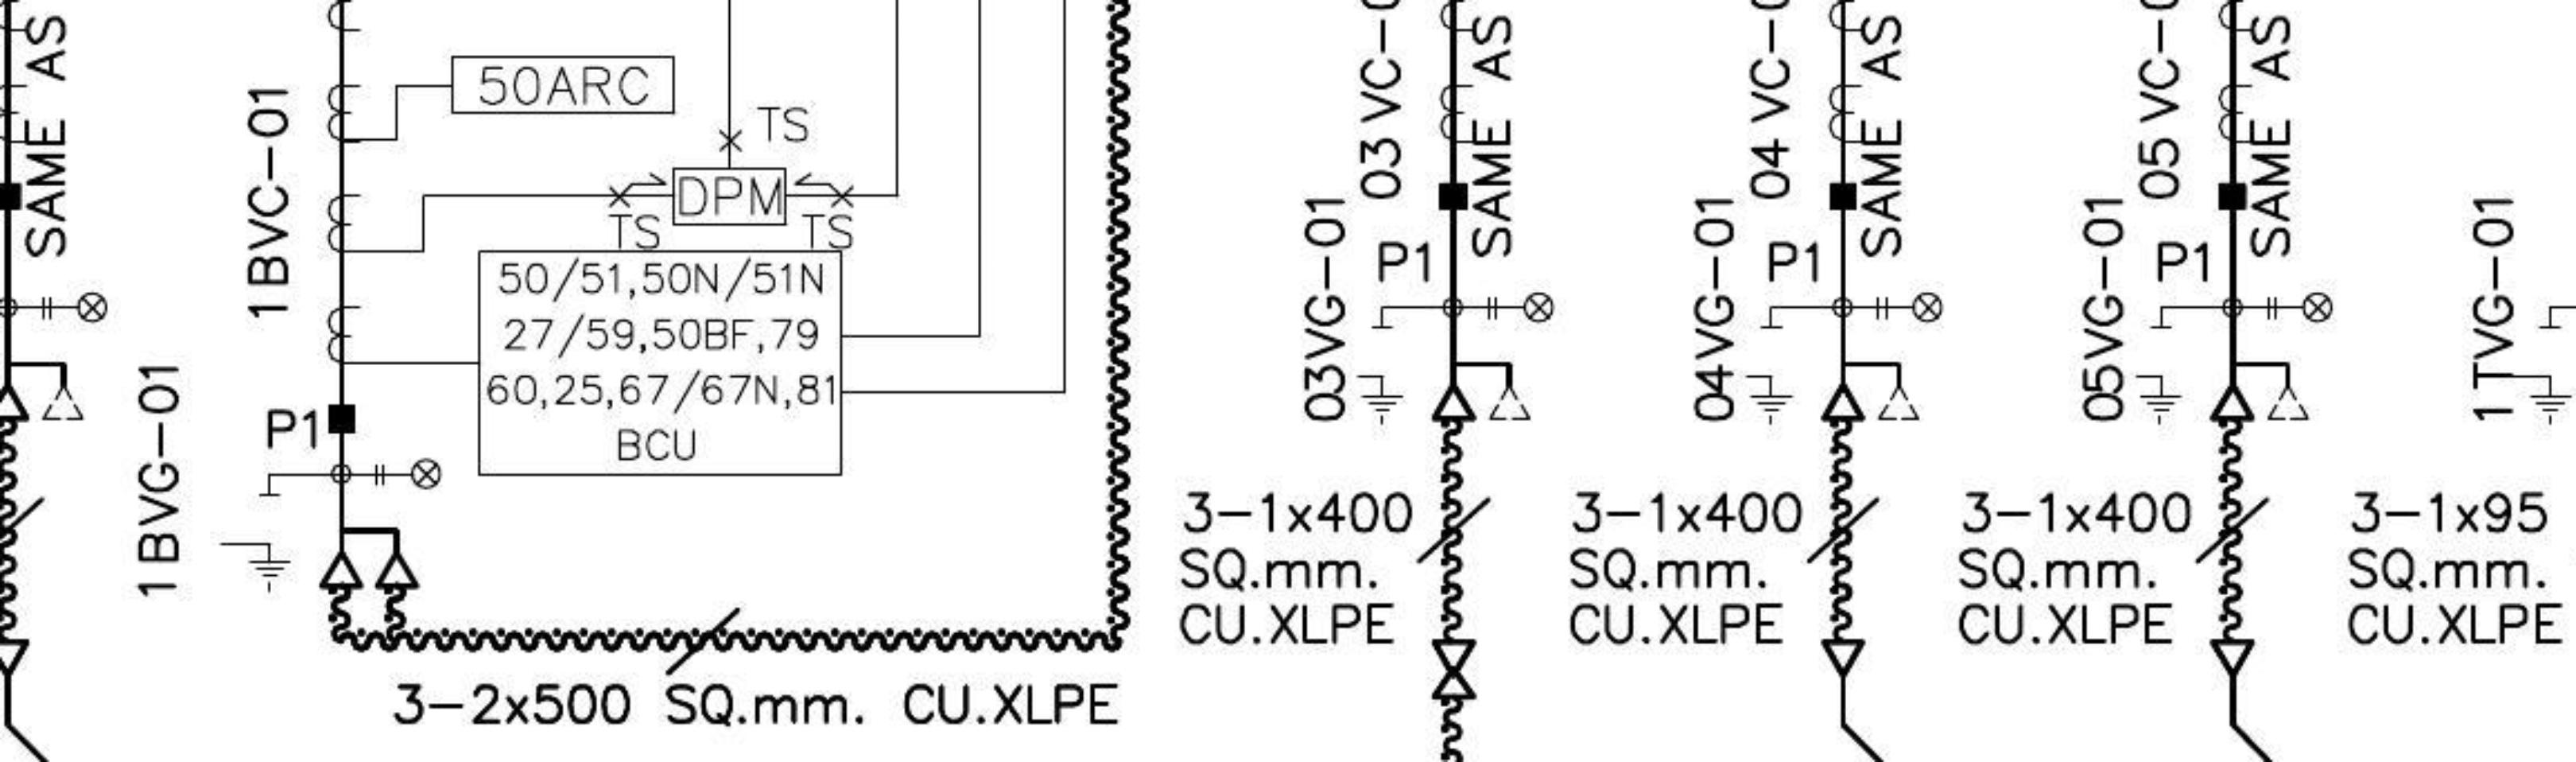 SAME AS
1BVG-01
1BVC-01
50ARC
TS
DPM
TS
TS
50/51,50N/51N
27/59,50BF,79
60,25,67/67N,81
BCU
P1
3-2x500 SQ.mm. CU.XLPE
03VG-01
03 VC-0
SAME AS
P1
3-1x400
SQ.mm.
CU.XLPE
04VG-01
04 VC-0
SAME AS
P1
3-1x400
SQ.mm.
CU.XLPE
05VG-01
05 VC-0
SAME AS
P1
3-1x400
SQ.mm.
CU.XLPE
1TVG-01
3-1x95
SQ.mm.
CU.XLPE